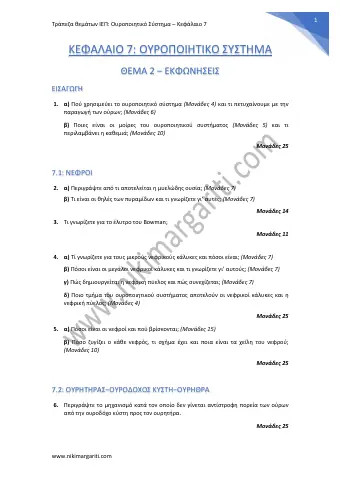 Τράπεζα Θεμάτων ΙΕΠ: Ουροποιητικό Σύστημα – Κεφάλαιο 7
1
ΚΕΦΑΛΑΙΟ 7: ΟΥΡΟΠΟΙΗΤΙΚΟ ΣΥΣΤΗΜΑ
ΘΕΜΑ 2 – ΕΚΦΩΝΗΣΕΙΣ
ΕΙΣΑΓΩΓΗ
1. α) Πού χρησιμεύει το ουροποιητικό σύστημα (Μονάδες 4) και τι πετυχαίνουμε με την
παραγωγή των ούρων; (Μονάδες 6)
β) Ποιες είναι οι μοίρες του ουροποιητικού συστήματος (Μονάδες 5) και τι
περιλαμβάνει η καθεμιά; (Μονάδες 10)
Μονάδες 25
7.1: ΝΕΦΡΟΙ
2. α) Περιγράψτε από τι αποτελείται η μυελώδης ουσία; (Μονάδες 7)
β) Τι είναι οι θηλές των πυραμίδων και τι γνωρίζετε γι' αυτές; (Μονάδες 7)
Μονάδες 14
3. Τι γνωρίζετε για το έλυτρο του Bowman;
Μονάδες 11
4. α) Τί γνωρίζετε για τους μικρούς νεφρικούς κάλυκες και πόσοι είναι; (Μονάδες 7)
β) Πόσοι είναι οι μεγάλοι νεφρικοί κάλυκες και τι γνωρίζετε γι' αυτούς; (Μονάδες 7)
γ) Πώς δημιουργείται η νεφρική πύελος και πώς συνεχίζεται; (Μονάδες 7)
δ) Ποιο τμήμα του ουροποιητικού συστήματος αποτελούν οι νεφρικοί κάλυκες και η
νεφρική πύελος; (Μονάδες 4)
Μονάδες 25
5. α) Πόσοι είναι οι νεφροί και πού βρίσκονται; (Μονάδες 15)
β) Πόσο ζυγίζει ο κάθε νεφρός, τι σχήμα έχει και ποια είναι τα χείλη του νεφρού;
(Μονάδες 10)
Μονάδες 25
7.2: ΟΥΡΗΤΗΡΑΣ–ΟΥΡΟΔΟΧΟΣ ΚΥΣΤΗ–ΟΥΡΗΘΡΑ
6. Περιγράψτε το μηχανισμό κατά τον οποίο δεν γίνεται αντίστροφη πορεία των ούρων
από την ουροδόχο κύστη προς τον ουρητήρα.
Μονάδες 25
www.nikimargariti.com
www.nikimargariti.com